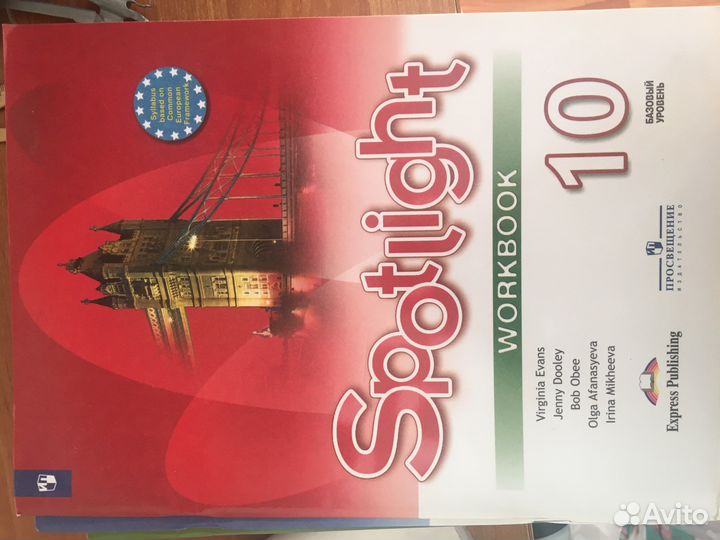 Syllabus
based on
Common
European
Framework
Spotlight
WORKBOOK
10
БАЗОВЫЙ
УРОВЕНЬ
Virginia Evans
Jenny Dooley
Bob Obee
Olga Afanasyeva
Irina Mikheeva
Express Publishing
ПРОСВЕЩЕНИЕ
ИЗДАТЕЛЬСТВО
Avito